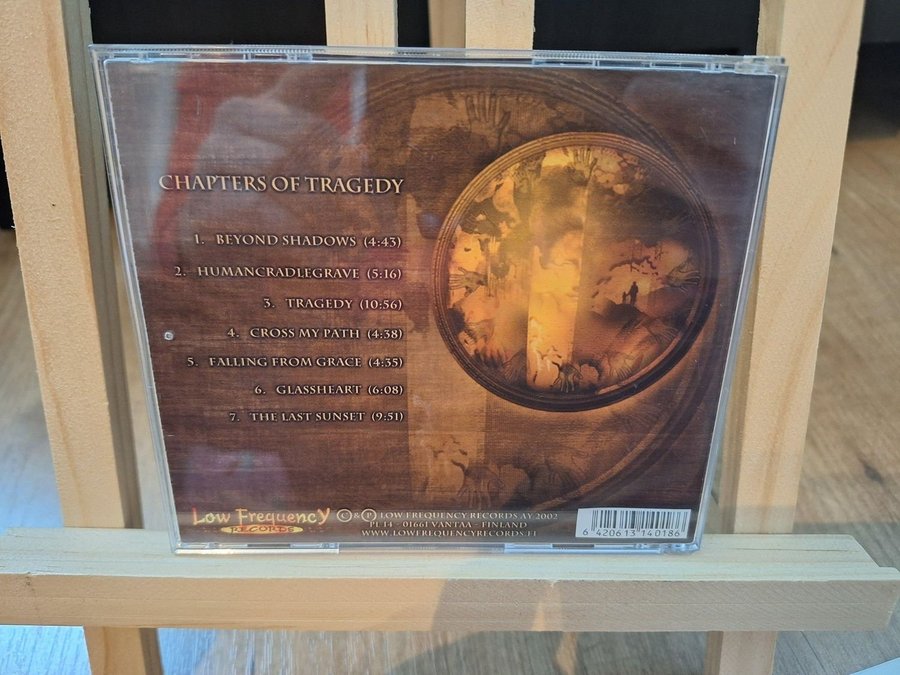 CHAPTERS OF TRAGEDY
1. BEYOND SHADOWS (4:43)
2. HUMANCRADLEGRAVE (5:16)
3. TRAGEDY (10:56)
4. CROSS MY PATH (4:38)
5. FALLING FROM GRACE (4:35)
6. GLASSHEART (6:08)
7. THE LAST SUNSET (9:51)
Low Frequency
RECORDS
© & ℗ LOW FREQUENCY RECORDS AY 2002
PL 14 - 01661 VANTAA - FINLAND
WWW.LOWFREQUENCYRECORDS.FI
6 420613 140186